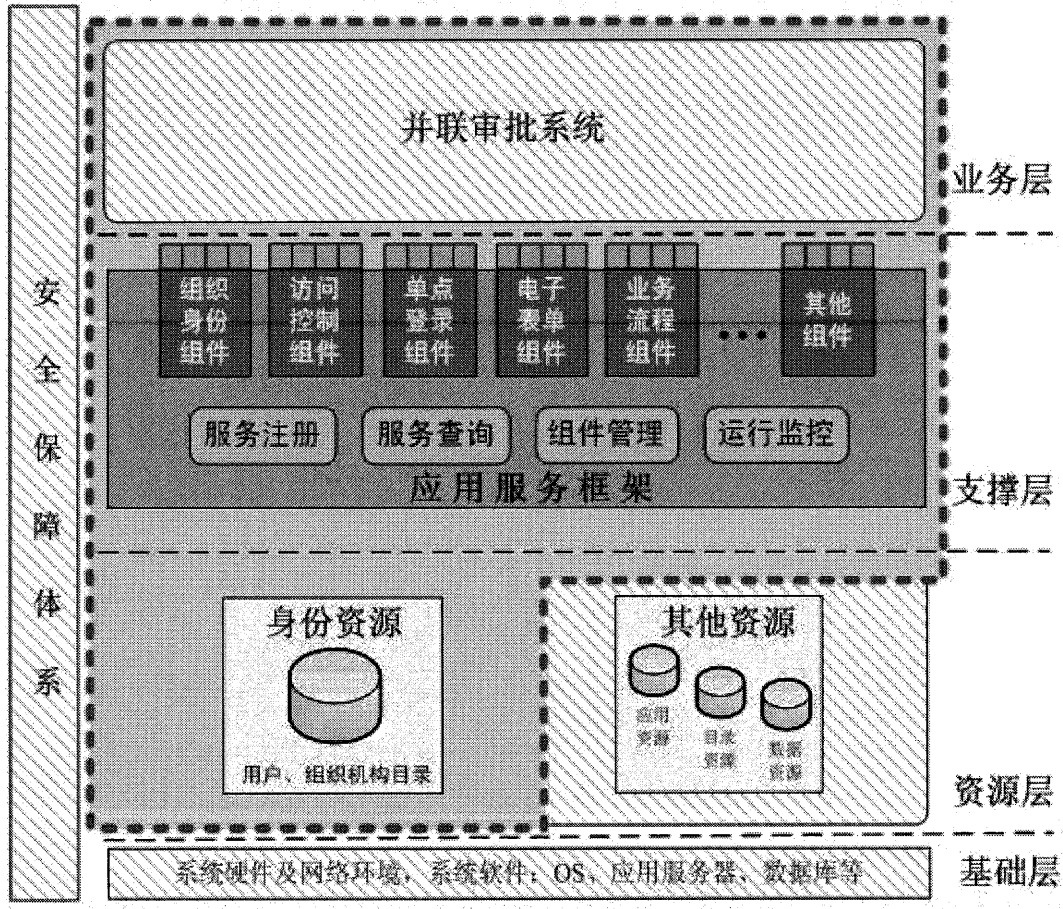 并联审批系统
业务层
组织
身份
组件
访问
控制
组件
单点
登录
组件
电子
表单
组件
业务
流程
组件
•••
其他
组件
服务注册
服务查询
组件管理
运行监控
应用服务框架
支撑层
安全保障体系
身份资源
用户、组织机构目录
其他资源
应用
资源
目录
资源
数据
资源
资源层
系统硬件及网络环境，系统软件：OS、应用服务器、数据库等
基础层